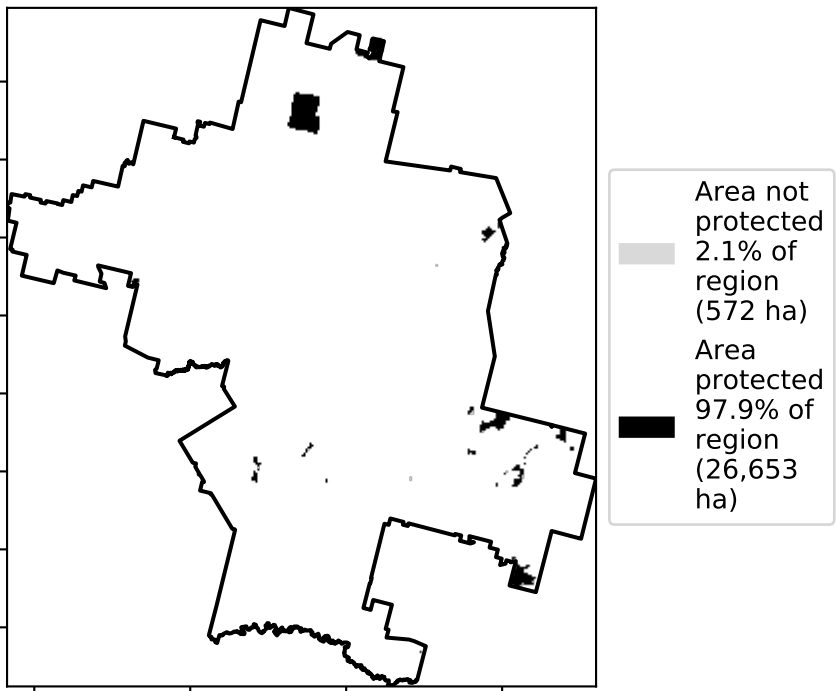 Area not
protected
2.1% of
region
(572 ha)
Area
protected
97.9% of
region
(26,653
ha)